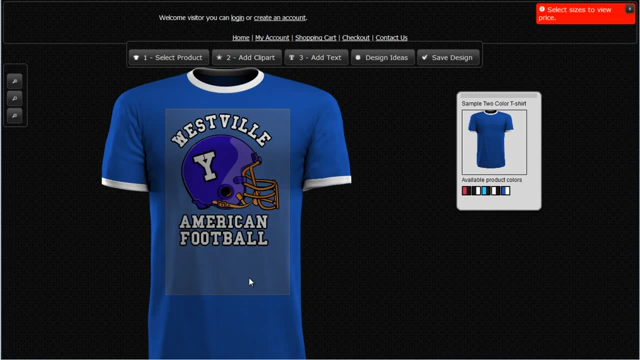 Welcome visitor you can login or create an account.
Select sizes to view price.
Home | My Account | Shopping Cart | Checkout | Contact Us
1 - Select Product
2 - Add Clipart
3 - Add Text
Design Ideas
Save Design
WESTVILLE
Y
AMERICAN
FOOTBALL
Sample Two Color T-shirt
Available product colors